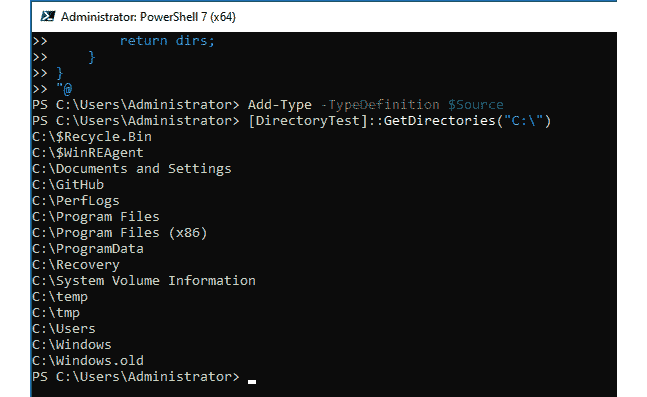 Administrator: PowerShell 7 (x64)
>>         return dirs;
>>     }
>> }
>> "@
PS C:\Users\Administrator> Add-Type -TypeDefinition $Source
PS C:\Users\Administrator> [DirectoryTest]::GetDirectories("C:\")
C:\$Recycle.Bin
C:\$WinREAgent
C:\Documents and Settings
C:\GitHub
C:\PerfLogs
C:\Program Files
C:\Program Files (x86)
C:\ProgramData
C:\Recovery
C:\System Volume Information
C:\temp
C:\tmp
C:\Users
C:\Windows
C:\Windows.old
PS C:\Users\Administrator>